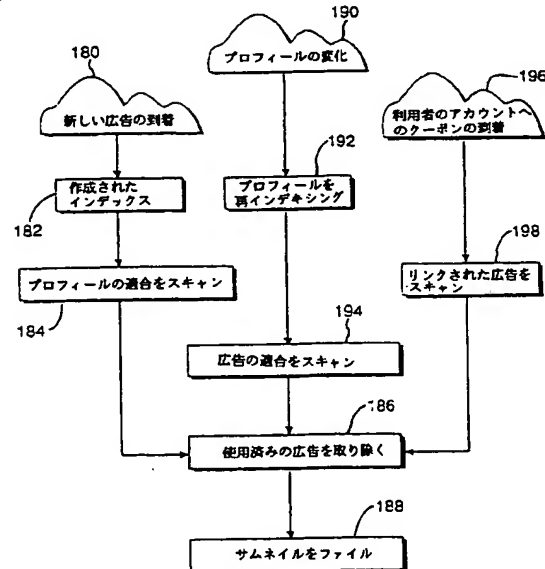 190
プロフィールの変化
180
新しい広告の到着
196
利用者のアカウントへ
のクーポンの到着
192
作成された
インデックス
182
プロフィールを
再インデキシング
198
プロフィールの適合をスキャン
184
リンクされた広告を
スキャン
194
広告の適合をスキャン
186
使用済みの広告を取り除く
188
サムネイルをファイル